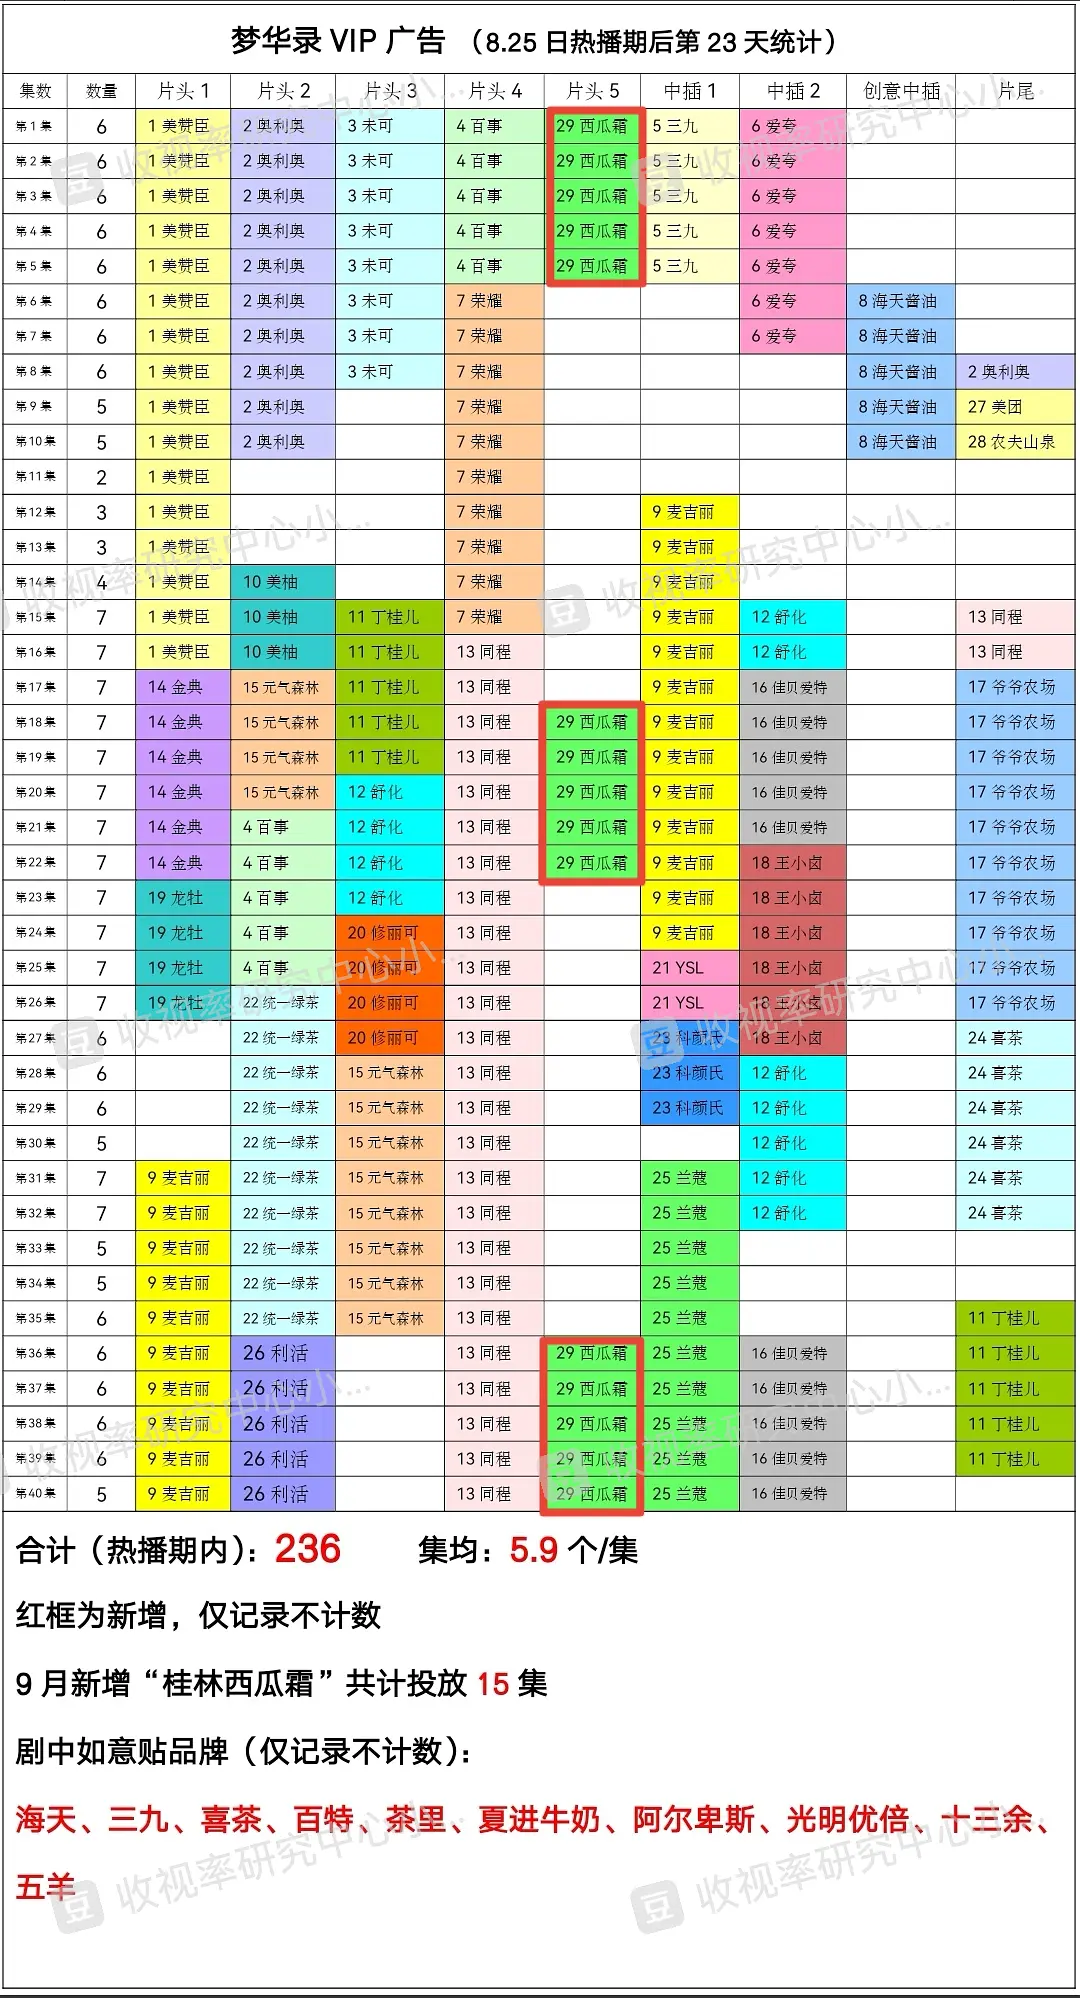 梦华录 VIP 广告 （8.25 日热播期后第 23 天统计）
集数 数量 片头 1 片头 2 片头 3 片头 4 片头 5 中插 1 中插 2 创意中插 片尾
第1集 6 1 美赞臣 2 奥利奥 3 未可 4 百事 29 西瓜霜 5 三九 6 爱夸
第2集 6 1 美赞臣 2 奥利奥 3 未可 4 百事 29 西瓜霜 5 三九 6 爱夸
第3集 6 1 美赞臣 2 奥利奥 3 未可 4 百事 29 西瓜霜 5 三九 6 爱夸
第4集 6 1 美赞臣 2 奥利奥 3 未可 4 百事 29 西瓜霜 5 三九 6 爱夸
第5集 6 1 美赞臣 2 奥利奥 3 未可 4 百事 29 西瓜霜 5 三九 6 爱夸
第6集 6 1 美赞臣 2 奥利奥 3 未可 7 荣耀 6 爱夸 8 海天酱油
第7集 6 1 美赞臣 2 奥利奥 3 未可 7 荣耀 6 爱夸 8 海天酱油
第8集 6 1 美赞臣 2 奥利奥 3 未可 7 荣耀 8 海天酱油 2 奥利奥
第9集 5 1 美赞臣 2 奥利奥 7 荣耀 8 海天酱油 27 美团
第10集 5 1 美赞臣 2 奥利奥 7 荣耀 8 海天酱油 28 农夫山泉
第11集 2 1 美赞臣 7 荣耀
第12集 3 1 美赞臣 7 荣耀 9 麦吉丽
第13集 3 1 美赞臣 7 荣耀 9 麦吉丽
第14集 4 1 美赞臣 10 美柚 7 荣耀 9 麦吉丽
第15集 7 1 美赞臣 10 美柚 11 丁桂儿 7 荣耀 9 麦吉丽 12 舒化 13 同程
第16集 7 1 美赞臣 10 美柚 11 丁桂儿 13 同程 9 麦吉丽 12 舒化 13 同程
第17集 7 14 金典 15 元气森林 11 丁桂儿 13 同程 9 麦吉丽 16 佳贝爱特 17 爷爷农场
第18集 7 14 金典 15 元气森林 11 丁桂儿 13 同程 29 西瓜霜 9 麦吉丽 16 佳贝爱特 17 爷爷农场
第19集 7 14 金典 15 元气森林 11 丁桂儿 13 同程 29 西瓜霜 9 麦吉丽 16 佳贝爱特 17 爷爷农场
第20集 7 14 金典 15 元气森林 12 舒化 13 同程 29 西瓜霜 9 麦吉丽 16 佳贝爱特 17 爷爷农场
第21集 7 14 金典 4 百事 12 舒化 13 同程 29 西瓜霜 9 麦吉丽 16 佳贝爱特 17 爷爷农场
第22集 7 14 金典 4 百事 12 舒化 13 同程 29 西瓜霜 9 麦吉丽 18 王小卤 17 爷爷农场
第23集 7 19 龙牡 4 百事 12 舒化 13 同程 9 麦吉丽 18 王小卤 17 爷爷农场
第24集 7 19 龙牡 4 百事 20 修丽可 13 同程 9 麦吉丽 18 王小卤 17 爷爷农场
第25集 7 19 龙牡 4 百事 20 修丽可 13 同程 21 YSL 18 王小卤 17 爷爷农场
第26集 7 19 龙牡 22 统一绿茶 20 修丽可 13 同程 21 YSL 18 王小卤 17 爷爷农场
第27集 6 22 统一绿茶 20 修丽可 13 同程 23 科颜氏 18 王小卤 24 喜茶
第28集 6 22 统一绿茶 15 元气森林 13 同程 23 科颜氏 12 舒化 24 喜茶
第29集 6 22 统一绿茶 15 元气森林 13 同程 23 科颜氏 12 舒化 24 喜茶
第30集 5 22 统一绿茶 15 元气森林 13 同程 12 舒化 24 喜茶
第31集 7 9 麦吉丽 22 统一绿茶 15 元气森林 13 同程 25 兰蔻 12 舒化 24 喜茶
第32集 7 9 麦吉丽 22 统一绿茶 15 元气森林 13 同程 25 兰蔻 12 舒化 24 喜茶
第33集 5 9 麦吉丽 22 统一绿茶 15 元气森林 13 同程 25 兰蔻
第34集 5 9 麦吉丽 22 统一绿茶 15 元气森林 13 同程 25 兰蔻
第35集 6 9 麦吉丽 22 统一绿茶 15 元气森林 13 同程 25 兰蔻 11 丁桂儿
第36集 6 9 麦吉丽 26 利活 13 同程 29 西瓜霜 25 兰蔻 16 佳贝爱特 11 丁桂儿
第37集 6 9 麦吉丽 26 利活 13 同程 29 西瓜霜 25 兰蔻 16 佳贝爱特 11 丁桂儿
第38集 6 9 麦吉丽 26 利活 13 同程 29 西瓜霜 25 兰蔻 16 佳贝爱特 11 丁桂儿
第39集 6 9 麦吉丽 26 利活 13 同程 29 西瓜霜 25 兰蔻 16 佳贝爱特 11 丁桂儿
第40集 5 9 麦吉丽 26 利活 13 同程 29 西瓜霜 25 兰蔻 16 佳贝爱特
合计（热播期内）：236 集均：5.9 个/集
红框为新增，仅记录不计数
9 月新增“桂林西瓜霜”共计投放 15 集
剧中如意贴品牌（仅记录不计数）：
海天、三九、喜茶、百特、茶里、夏进牛奶、阿尔卑斯、光明优倍、十三余、
五羊
豆 收视率研究中心小...